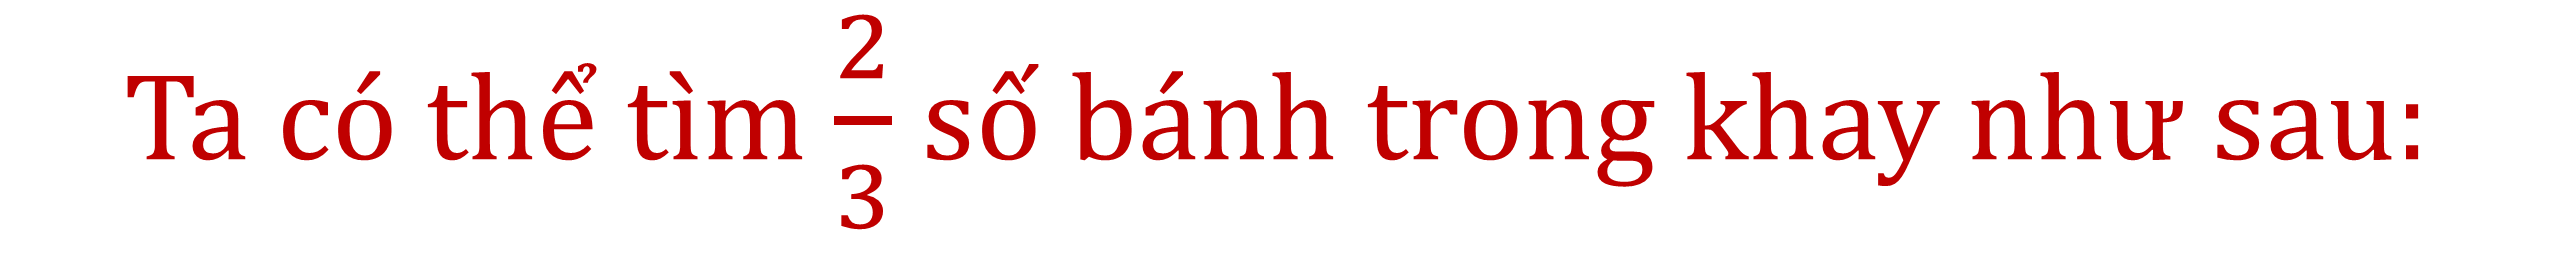 Ta có thể tìm 2/3 số bánh trong khay như sau: